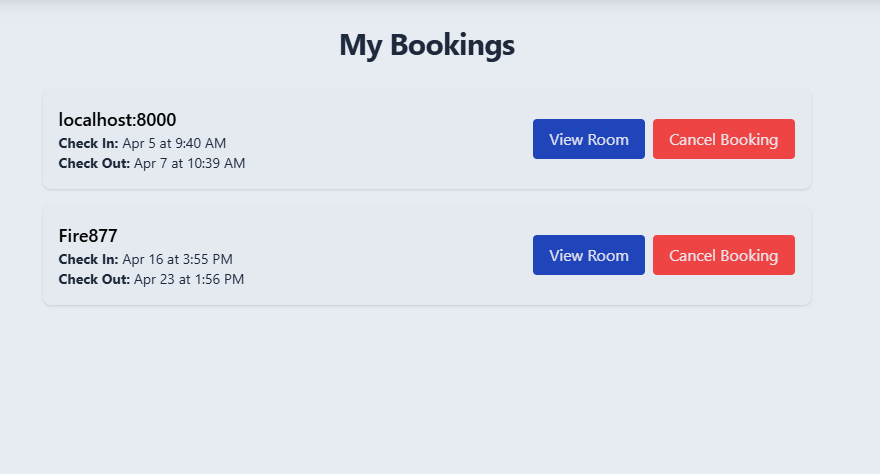 My Bookings
localhost:8000
Check In: Apr 5 at 9:40 AM
Check Out: Apr 7 at 10:39 AM
View Room
Cancel Booking
Fire877
Check In: Apr 16 at 3:55 PM
Check Out: Apr 23 at 1:56 PM
View Room
Cancel Booking